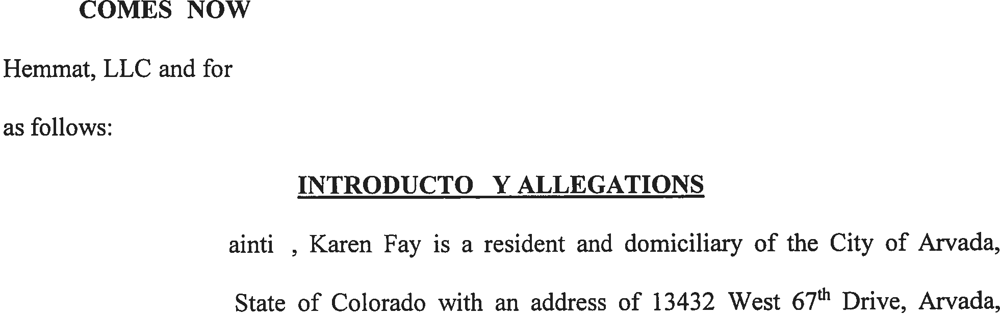 COMES NOW
Hemmat, LLC and for
as follows:
INTRODUCTO Y ALLEGATIONS
ainti , Karen Fay is a resident and domiciliary of the City of Arvada,
State of Colorado with an address of 13432 West 67th Drive, Arvada,